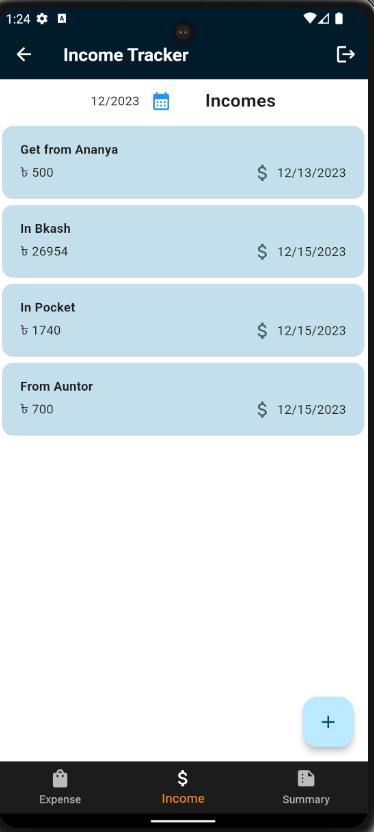 1:24
Income Tracker
12/2023 Incomes
Get from Ananya
৳ 500 $ 12/13/2023
In Bkash
৳ 26954 $ 12/15/2023
In Pocket
৳ 1740 $ 12/15/2023
From Auntor
৳ 700 $ 12/15/2023
+
$
Expense Income Summary